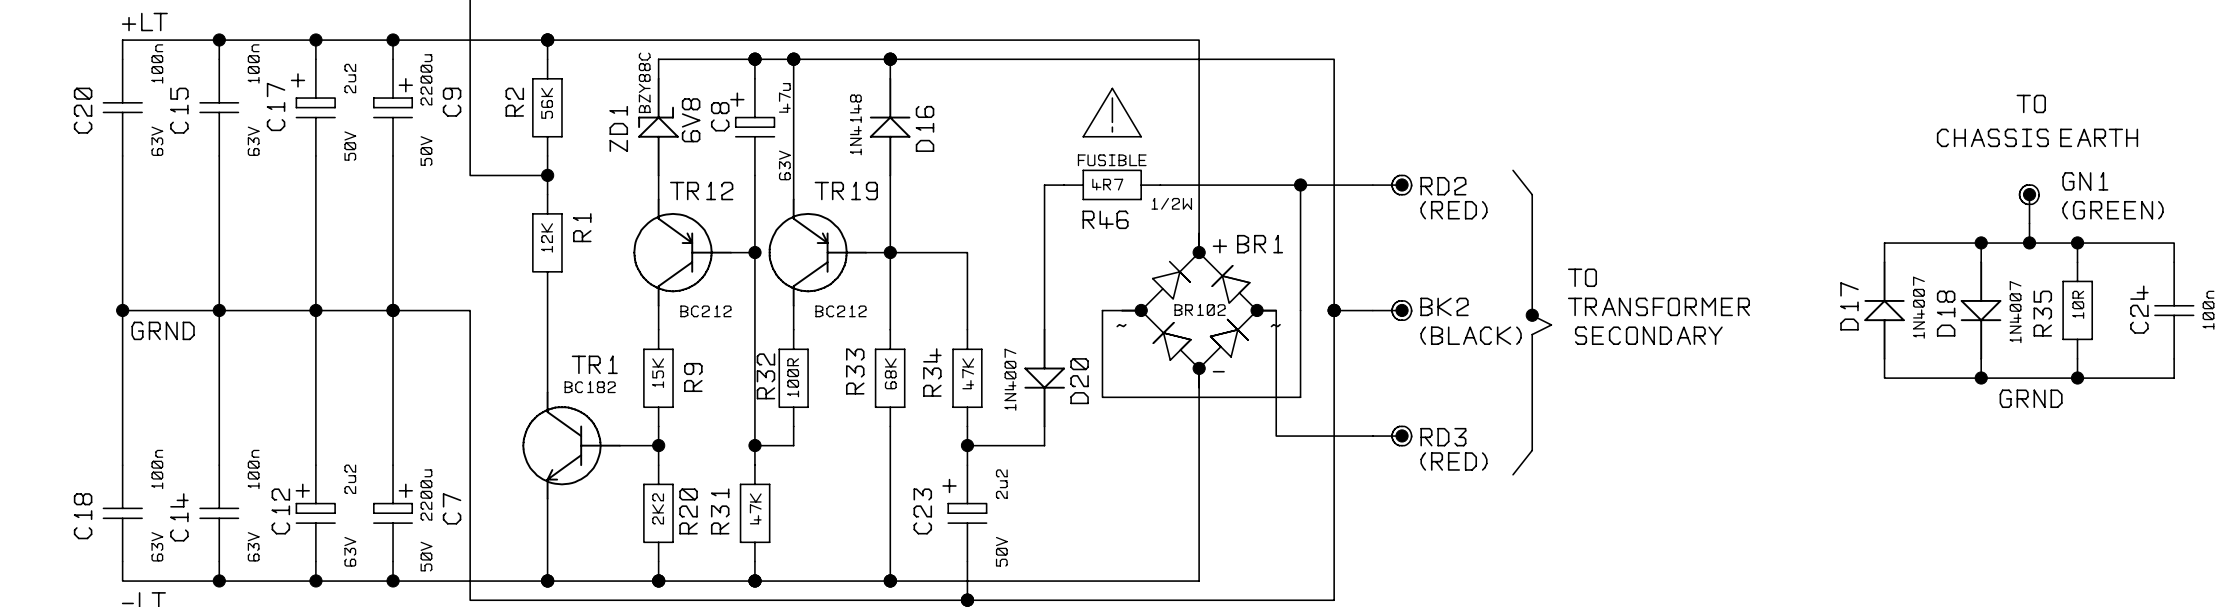 +LT
C20
100n
63V
C15
100n
63V
C17
+
2u2
50V
+
2200u
50V
C9
R2
56K
R1
12K
ZD1
BZY88C
6V8
C8
+
47u
63V
1N4148
D16
TR12
BC212
TR19
BC212
FUSIBLE
4R7
R46
1/2W
+ BR1
BR102
~
~
-
RD2
(RED)
BK2
(BLACK)
RD3
(RED)
TO
TRANSFORMER
SECONDARY
TO
CHASSIS EARTH
GN1
(GREEN)
D17
1N4007
D18
1N4007
R35
10R
C24
100n
GRND
GRND
TR1
BC182
15K
R9
R32
100R
R33
68K
R34
47K
1N4007
D20
C18
100n
63V
C14
100n
63V
C12
+
2u2
63V
+
2200u
50V
C7
2K2
R20
R31
47K
C23
+
2u2
50V
-LT